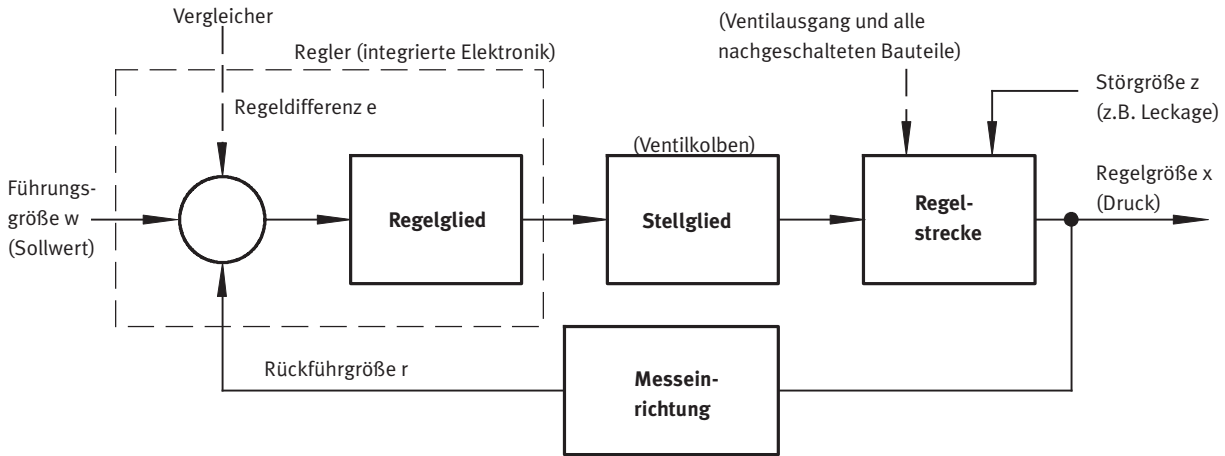 Vergleicher
(Ventilausgang und alle
nachgeschalteten Bauteile)
Regler (integrierte Elektronik)
Störgröße z
(z.B. Leckage)
Regeldifferenz e
(Ventilkolben)
Führungs-
größe w
(Sollwert)
Regelglied
Stellglied
Regel-
strecke
Regelgröße x
(Druck)
Rückführgröße r
Messein-
richtung